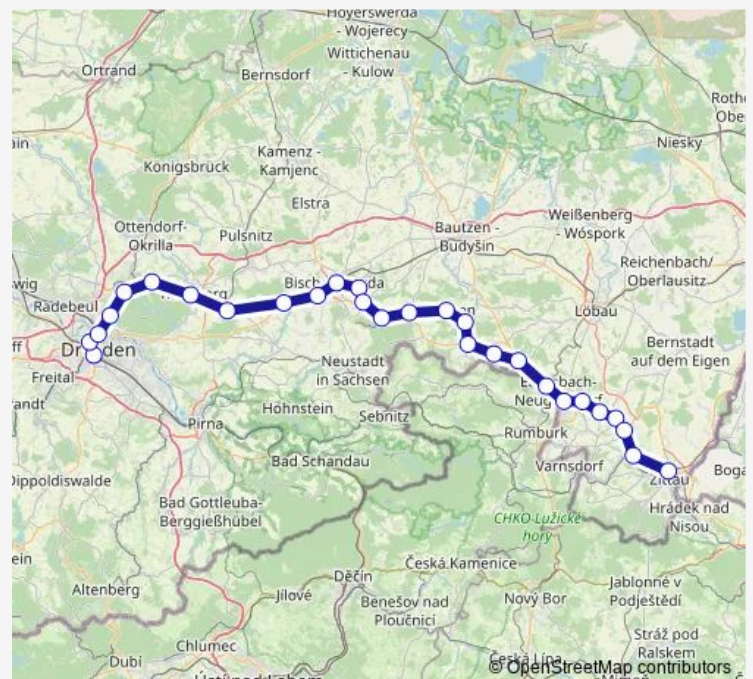 Hoyerswerda
- Wojerecy
Wittichenau
- Kulow
Ortrand
Bernsdorf
Niesky
Königsbrück
Kamenz -
Kamjenc
Elstra
Ottendorf-
Okrilla
Pulsnitz
Bautzen -
Budyšin
Weißenberg
- Wóspork
Reichenbach/
Oberlausitz
Radebeul
Löbau
Bernstadt
auf dem Eigen
Freital
Neustadt
in Sachsen
Hohnstein
Sebnitz
Pirna
Rumburk
Bad Schandau
Varnsdorf
Zittau
Dippoldiswalde
Bad Gottleuba-
Berggießhübel
Hrádek nad
Nisou
CHKO Lužické
hory
Děčín
Česká Kamenice
Altenberg
Jílové
Benešov nad
Ploučnicí
Nový Bor
Jablonné v
Podještědí
Chlumec
Stráž pod
Ralskem
Dubí
Česká Lípa
© OpenStreetMap contributors